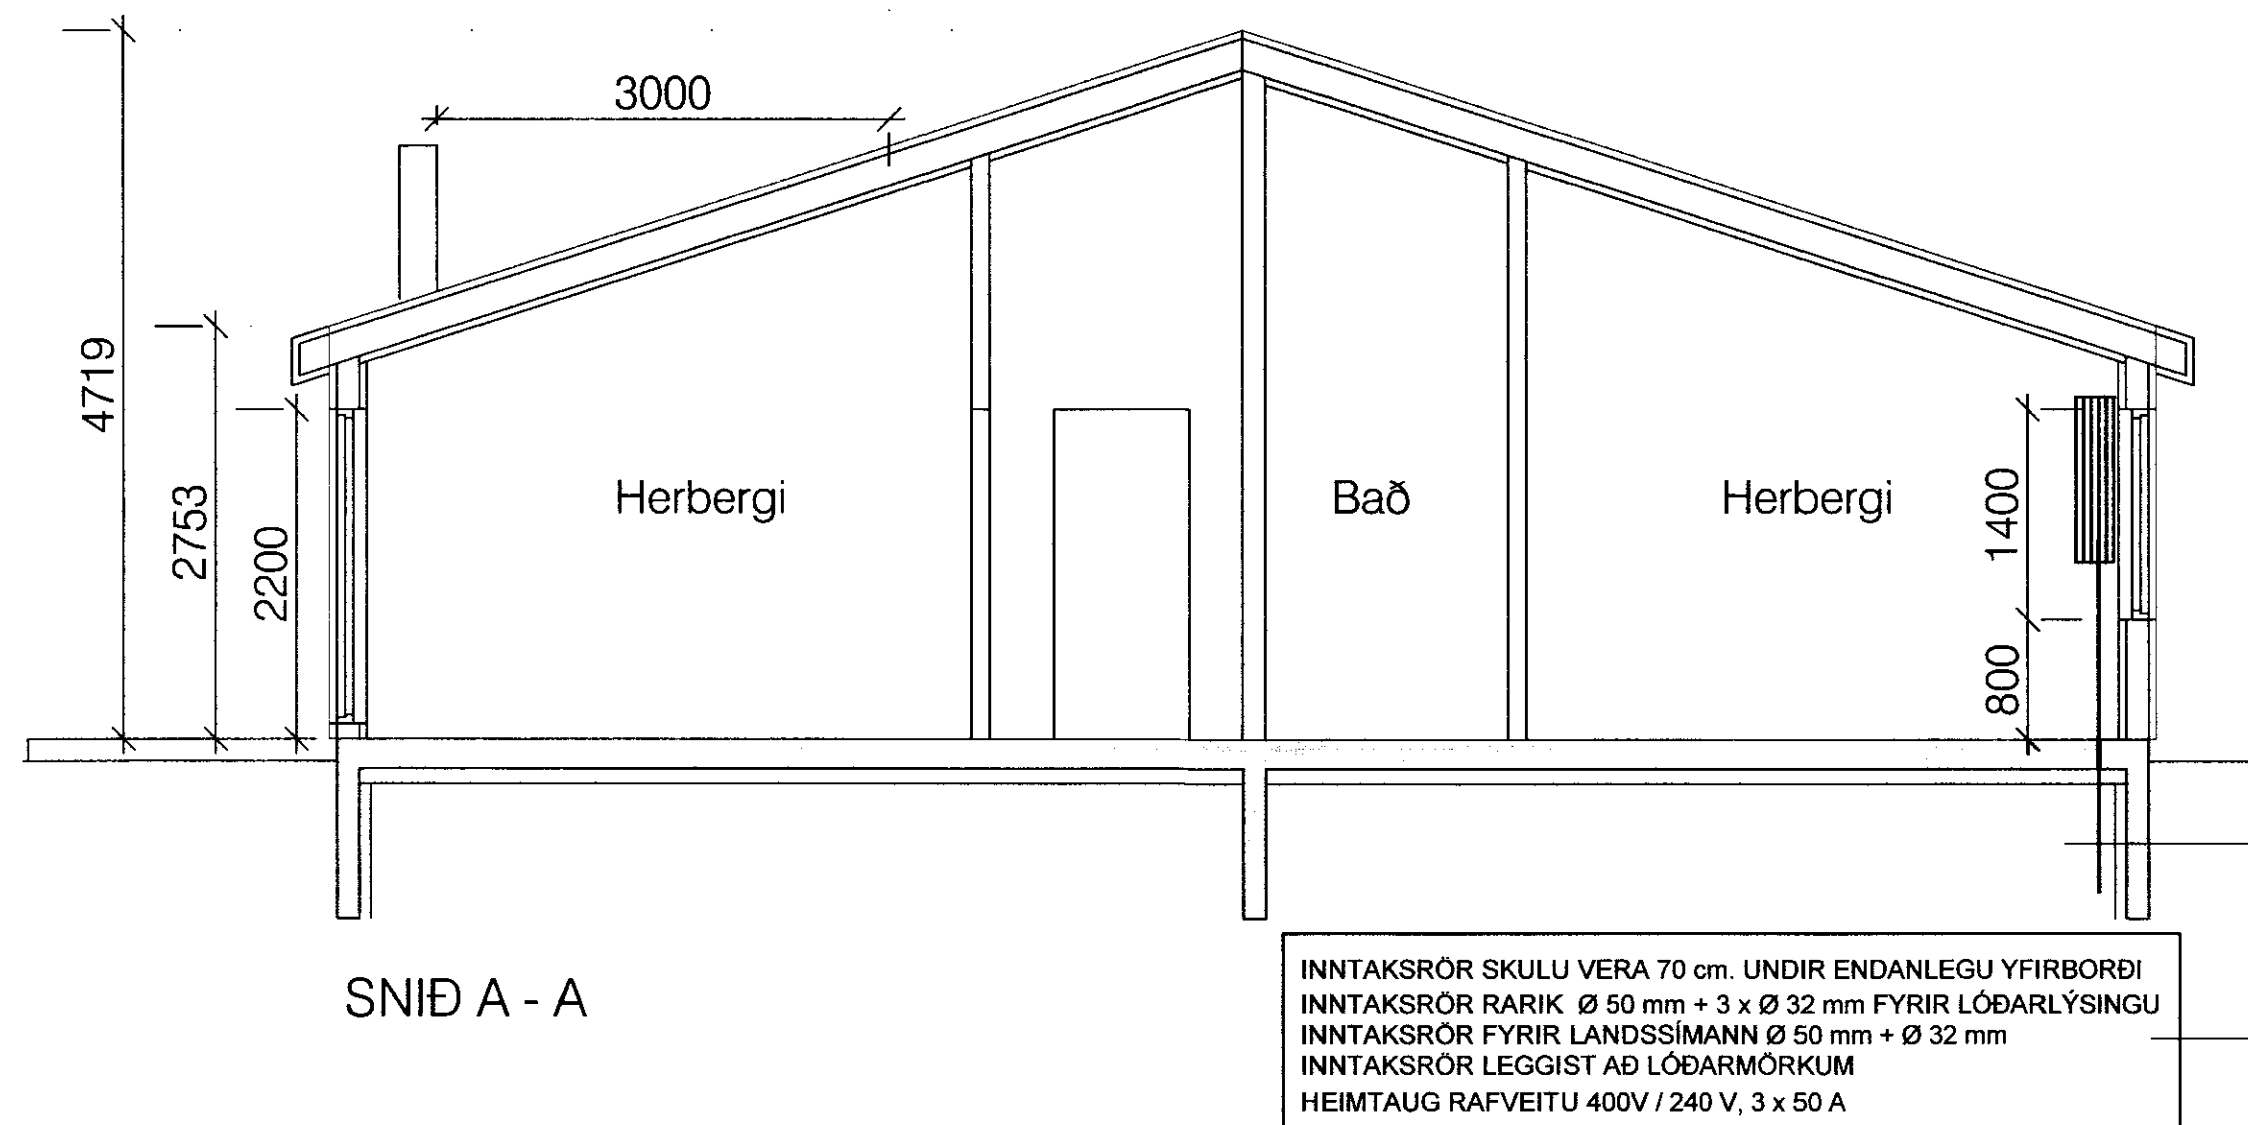 3000
4719
2753
2200
Herbergi
Bað
Herbergi
1400
800
SNIÐ A - A
INNTAKSRÖR SKULU VERA 70 cm. UNDIR ENDANLEGU YFIRBORÐI
INNTAKSRÖR RARIK Ø 50 mm + 3 x Ø 32 mm FYRIR LÓÐARLÝSINGU
INNTAKSRÖR FYRIR LANDSSÍMANN Ø 50 mm + Ø 32 mm
INNTAKSRÖR LEGGIST AÐ LÓÐARMÖRKUM
HEIMTAUG RAFVEITU 400V / 240 V, 3 x 50 A